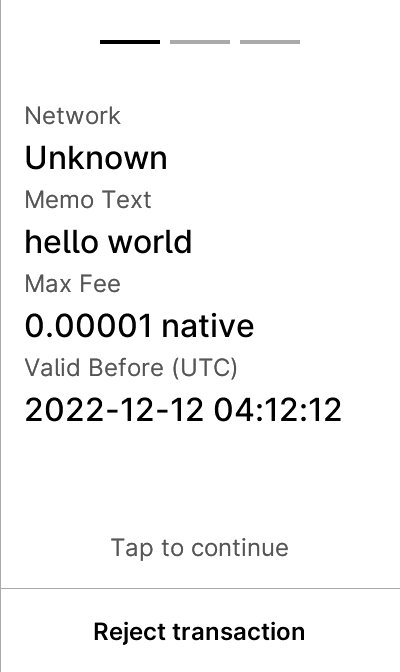 Network
Unknown
Memo Text
hello world
Max Fee
0.00001 native
Valid Before (UTC)
2022-12-12 04:12:12
Tap to continue
Reject transaction